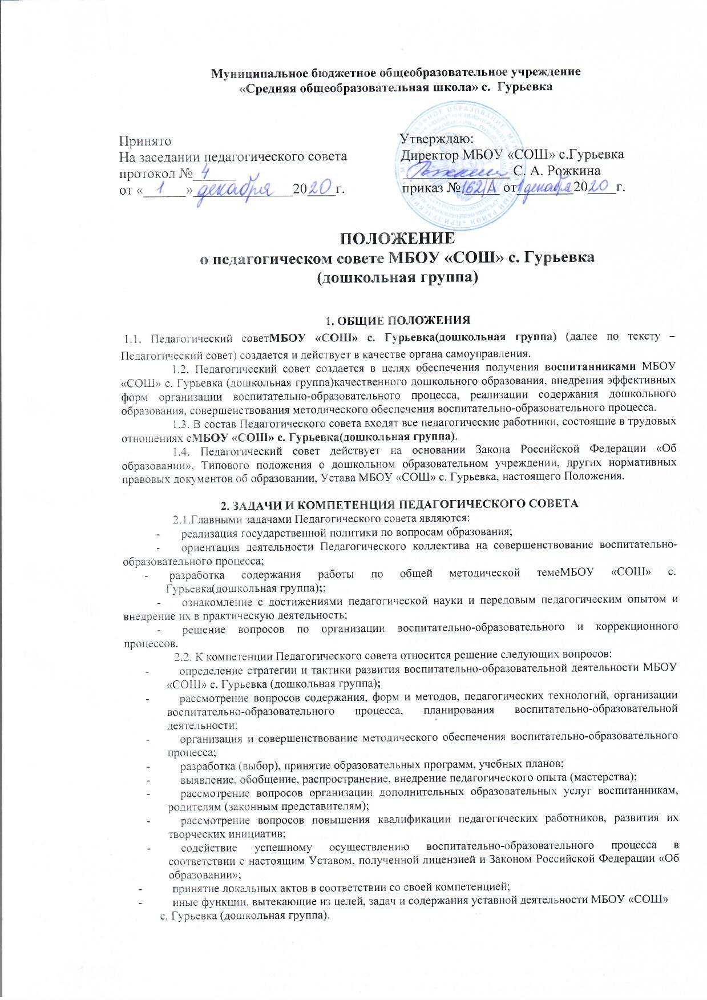 Муниципальное бюджетное общеобразовательное учреждение
«Средняя общеобразовательная школа» с. Гурьевка
Принято
На заседании педагогического совета
протокол № 4
от « 1 » декабря 2020 г.
Утверждаю:
Директор МБОУ «СОШ» с.Гурьевка
С. А. Рожкина
приказ № 162/А от 1 декабря 2020 г.
ПОЛОЖЕНИЕ
о педагогическом совете МБОУ «СОШ» с. Гурьевка
(дошкольная группа)
1. ОБЩИЕ ПОЛОЖЕНИЯ
1.1. Педагогический советМБОУ «СОШ» с. Гурьевка(дошкольная группа) (далее по тексту –
Педагогический совет) создается и действует в качестве органа самоуправления.
1.2. Педагогический совет создается в целях обеспечения получения воспитанниками МБОУ
«СОШ» с. Гурьевка (дошкольная группа)качественного дошкольного образования, внедрения эффективных
форм организации воспитательно-образовательного процесса, реализации содержания дошкольного
образования, совершенствования методического обеспечения воспитательно-образовательного процесса.
1.3. В состав Педагогического совета входят все педагогические работники, состоящие в трудовых
отношениях сМБОУ «СОШ» с. Гурьевка(дошкольная группа).
1.4. Педагогический совет действует на основании Закона Российской Федерации «Об
образовании», Типового положения о дошкольном образовательном учреждении, других нормативных
правовых документов об образовании, Устава МБОУ «СОШ» с. Гурьевка, настоящего Положения.
2. ЗАДАЧИ И КОМПЕТЕНЦИЯ ПЕДАГОГИЧЕСКОГО СОВЕТА
2.1.Главными задачами Педагогического совета являются:
- реализация государственной политики по вопросам образования;
- ориентация деятельности Педагогического коллектива на совершенствование воспитательно-
образовательного процесса;
- разработка содержания работы по общей методической темеМБОУ «СОШ» с.
Гурьевка(дошкольная группа);;
- ознакомление с достижениями педагогической науки и передовым педагогическим опытом и
внедрение их в практическую деятельность;
- решение вопросов по организации воспитательно-образовательного и коррекционного
процессов.
2.2. К компетенции Педагогического совета относится решение следующих вопросов:
- определение стратегии и тактики развития воспитательно-образовательной деятельности МБОУ
«СОШ» с. Гурьевка (дошкольная группа);
- рассмотрение вопросов содержания, форм и методов, педагогических технологий, организации
воспитательно-образовательного процесса, планирования воспитательно-образовательной
деятельности;
- организация и совершенствование методического обеспечения воспитательно-образовательного
процесса;
- разработка (выбор), принятие образовательных программ, учебных планов;
- выявление, обобщение, распространение, внедрение педагогического опыта (мастерства);
- рассмотрение вопросов организации дополнительных образовательных услуг воспитанникам,
родителям (законным представителям);
- рассмотрение вопросов повышения квалификации педагогических работников, развития их
творческих инициатив;
- содействие успешному осуществлению воспитательно-образовательного процесса в
соответствии с настоящим Уставом, полученной лицензией и Законом Российской Федерации «Об
образовании»;
- принятие локальных актов в соответствии со своей компетенцией;
- иные функции, вытекающие из целей, задач и содержания уставной деятельности МБОУ «СОШ»
с. Гурьевка (дошкольная группа).